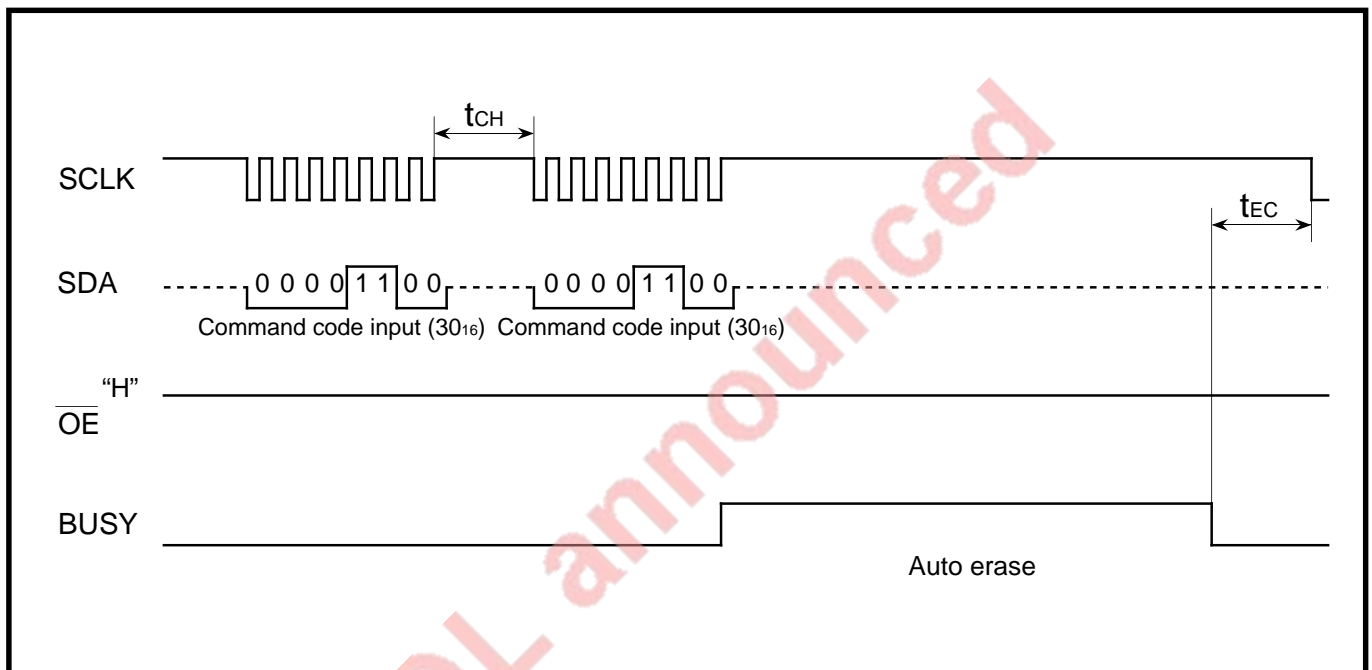 tCH
SCLK
tEC
SDA
0 0 0 0 1 1 0 0
0 0 0 0 1 1 0 0
Command code input (3016)
Command code input (3016)
“H”
OE
BUSY
Auto erase
OL announced